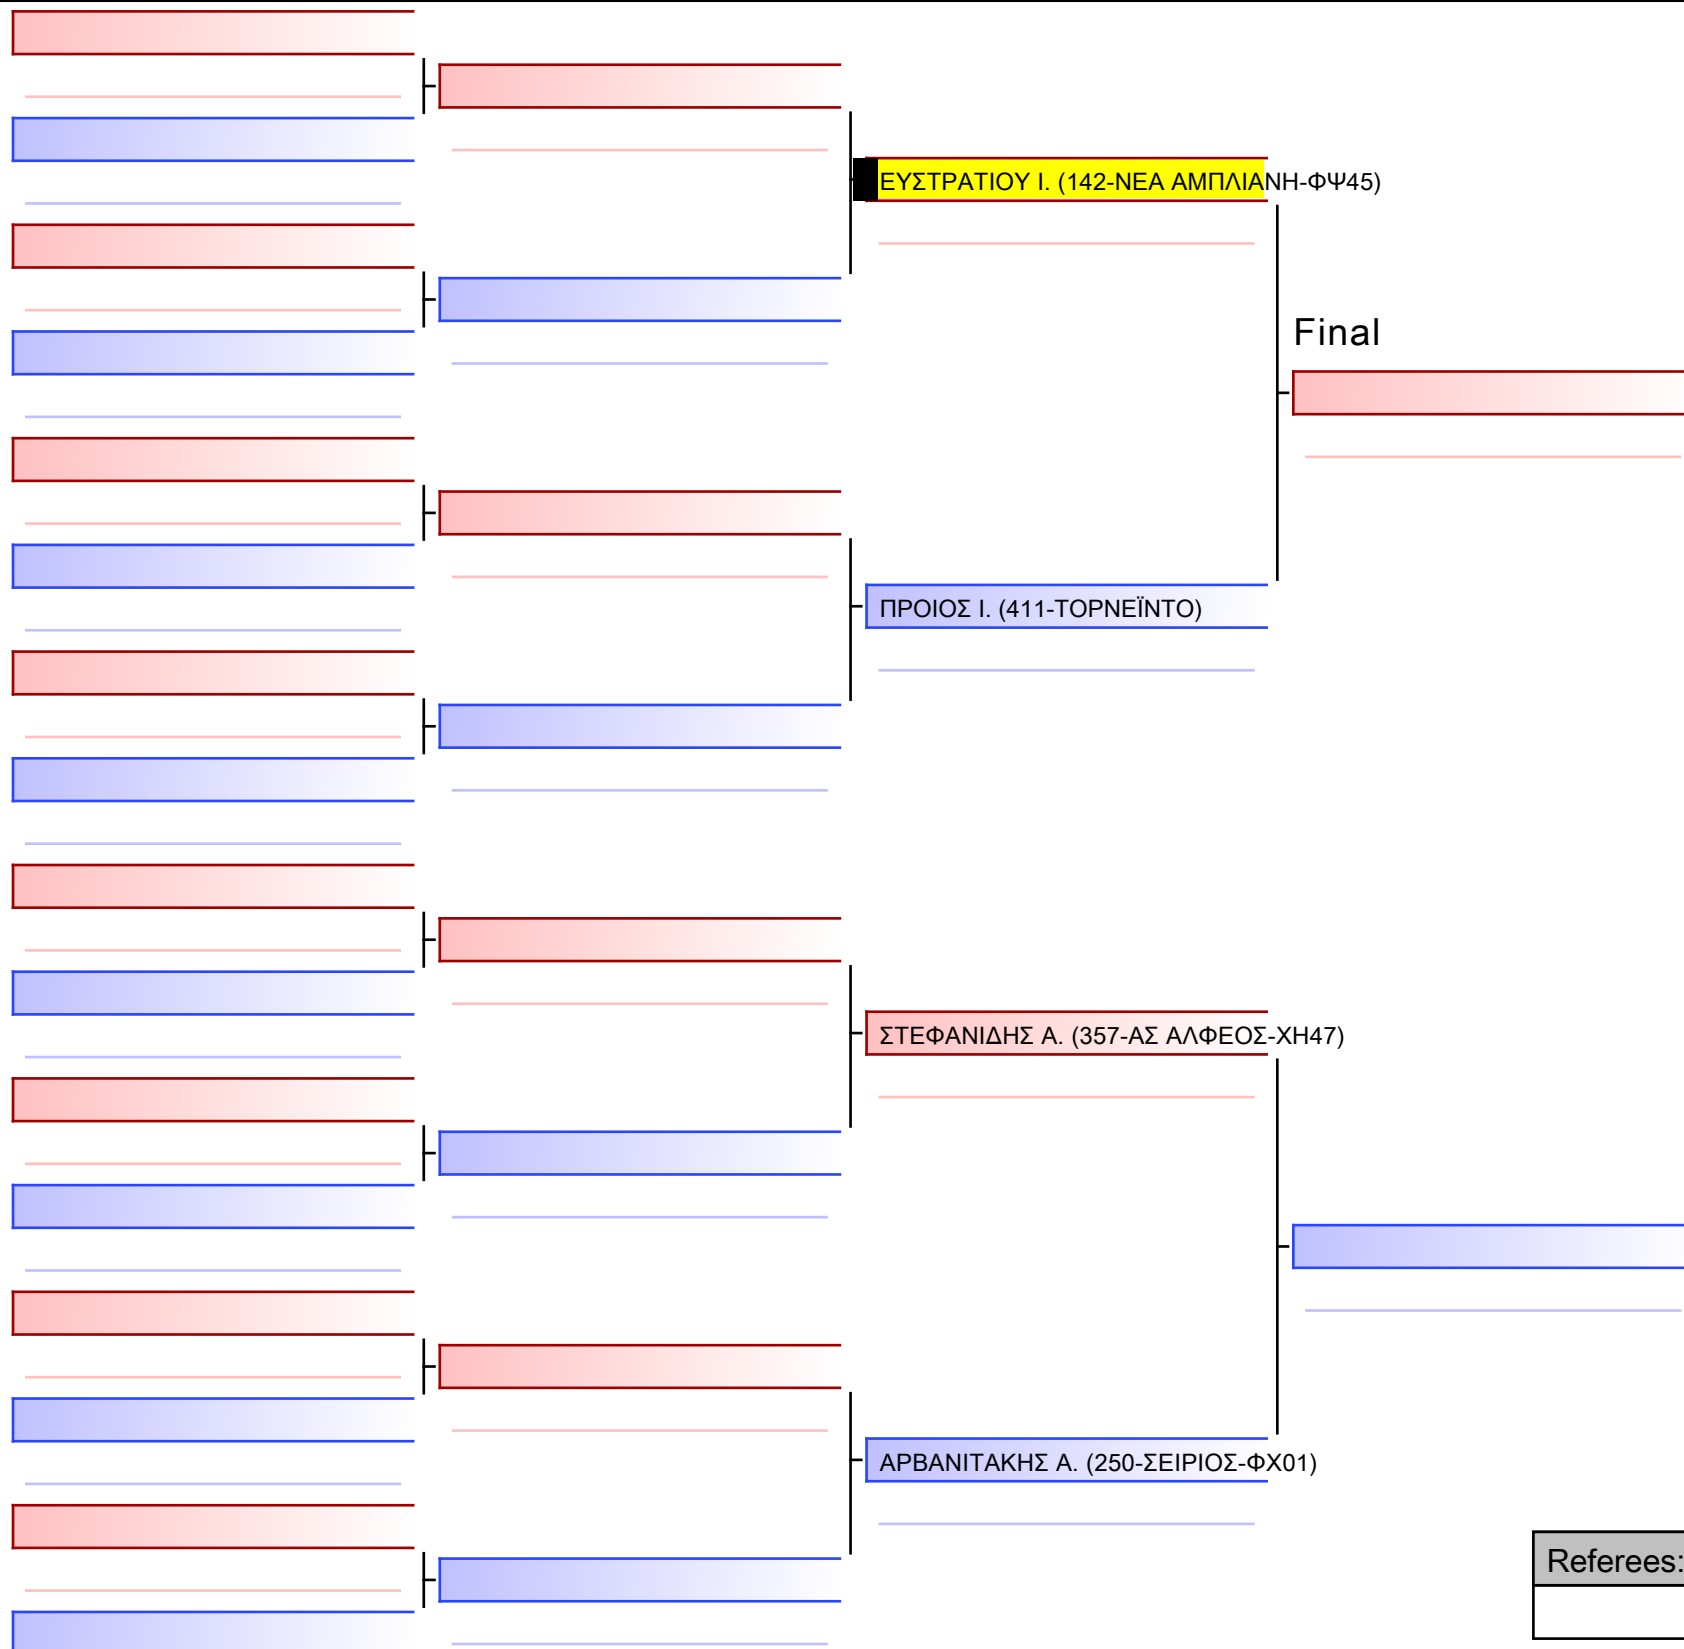 ΕΥΣΤΡΑΤΙΟΥ Ι. (142-ΝΕΑ ΑΜΠΛΙΑΝΗ-ΦΨ45)
Final
ΠΡΟΙΟΣ Ι. (411-ΤΟΡΝΕΪΝΤΟ)
ΣΤΕΦΑΝΙΔΗΣ Α. (357-ΑΣ ΑΛΦΕΟΣ-ΧΗ47)
ΑΡΒΑΝΙΤΑΚΗΣ Α. (250-ΣΕΙΡΙΟΣ-ΦΧ01)
Referees: